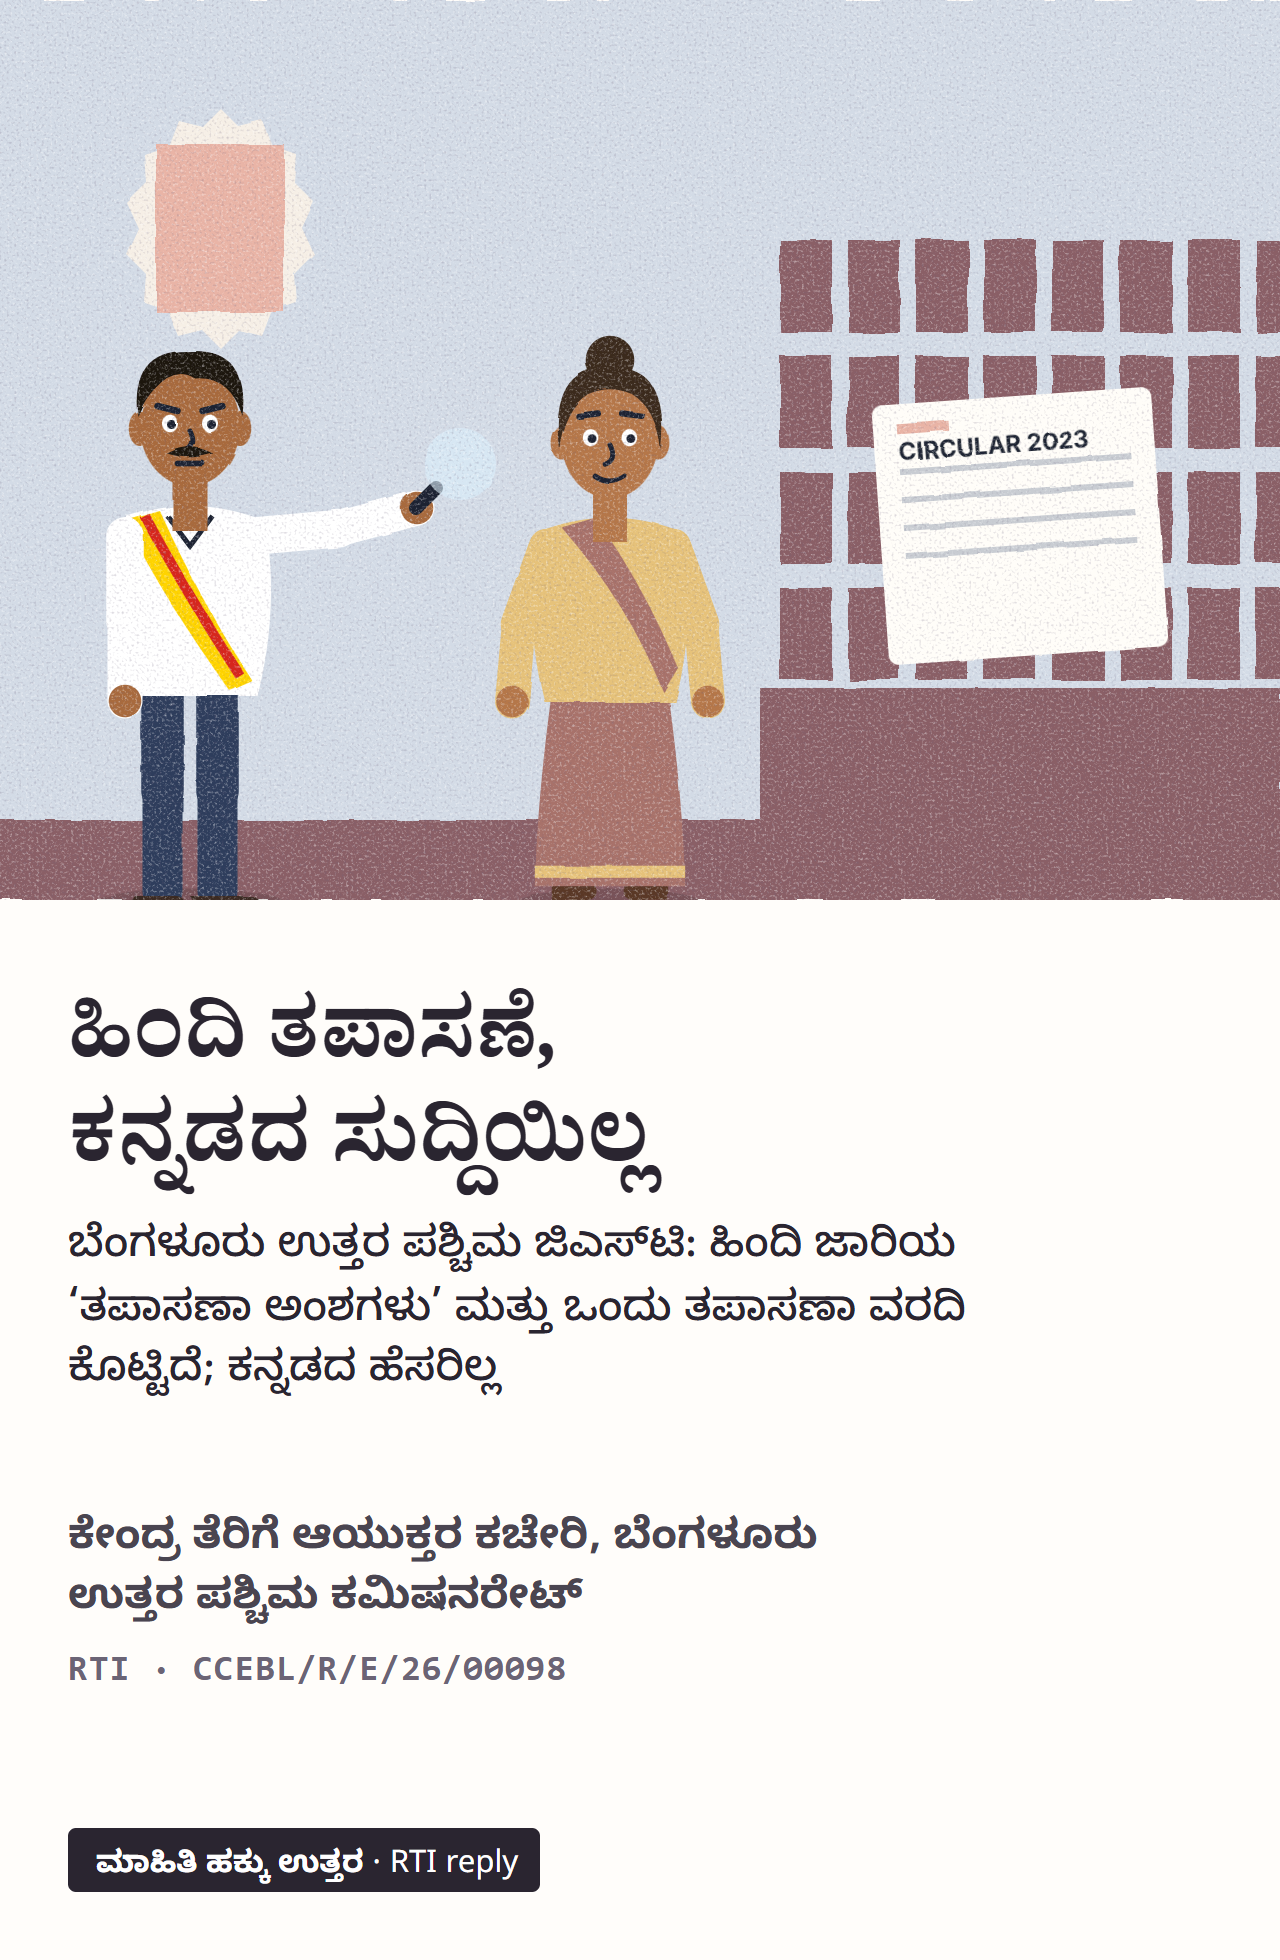 CIRCULAR 2023
ಹಿಂದಿ ತಪಾಸಣೆ,
ಕನ್ನಡದ ಸುದ್ದಿಯಿಲ್ಲ
ಬೆಂಗಳೂರು ಉತ್ತರ ಪಶ್ಚಿಮ ಜಿಎಸ್‌ಟಿ: ಹಿಂದಿ ಜಾರಿಯ
‘ತಪಾಸಣಾ ಅಂಶಗಳು’ ಮತ್ತು ಒಂದು ತಪಾಸಣಾ ವರದಿ
ಕೊಟ್ಟಿದೆ; ಕನ್ನಡದ ಹೆಸರಿಲ್ಲ
ಕೇಂದ್ರ ತೆರಿಗೆ ಆಯುಕ್ತರ ಕಚೇರಿ, ಬೆಂಗಳೂರು
ಉತ್ತರ ಪಶ್ಚಿಮ ಕಮಿಷನರೇಟ್
RTI · CCEBL/R/E/26/00098
ಮಾಹಿತಿ ಹಕ್ಕು ಉತ್ತರ · RTI reply